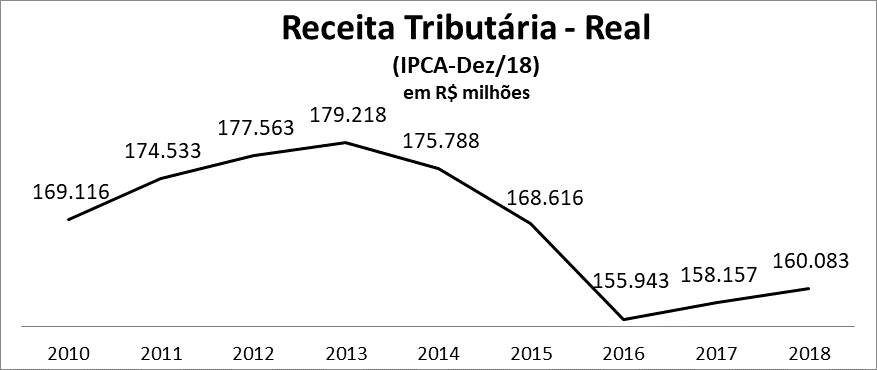 Receita Tributária - Real
(IPCA-Dez/18)
em R$ milhões
169.116
174.533
177.563
179.218
175.788
168.616
155.943
158.157
160.083
2010 2011 2012 2013 2014 2015 2016 2017 2018